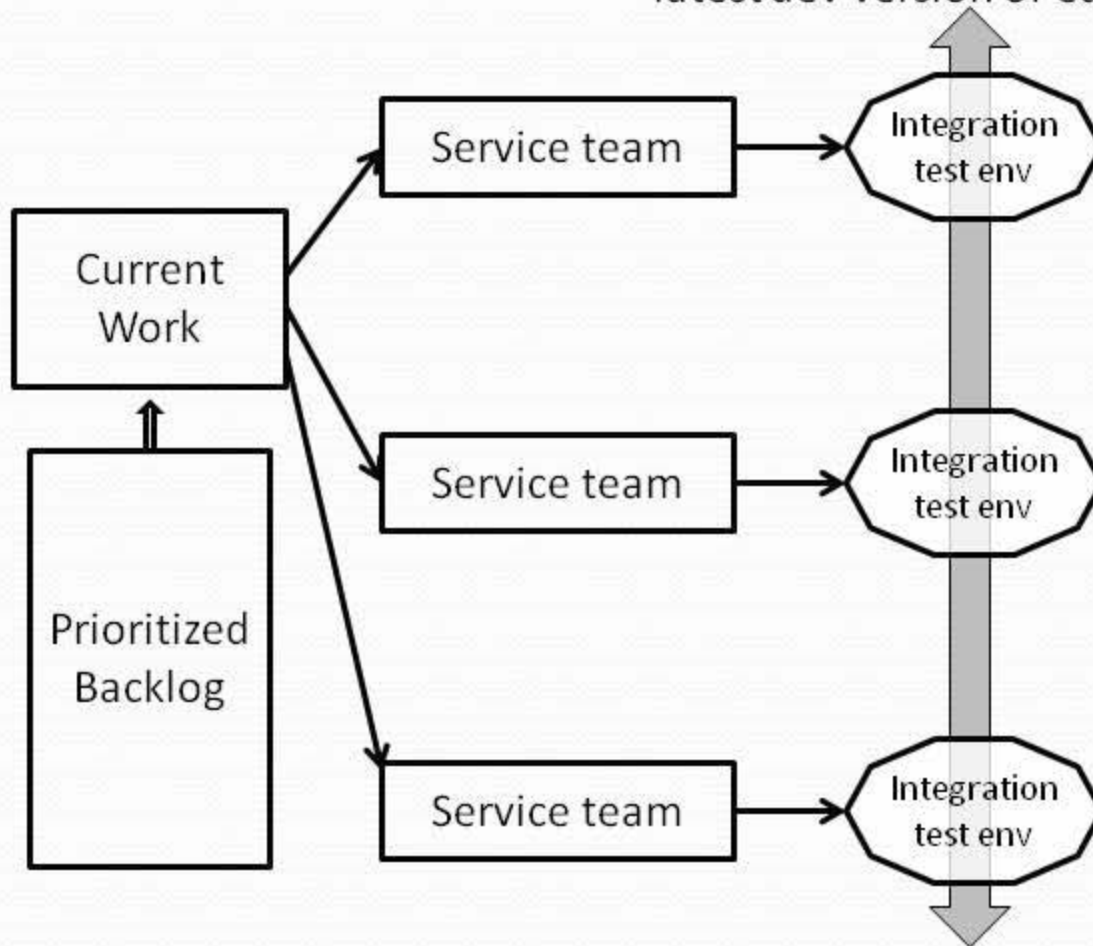 Service team
Integration
test env
Current
Work
Service team
Integration
test env
Prioritized
Backlog
Service team
Integration
test env